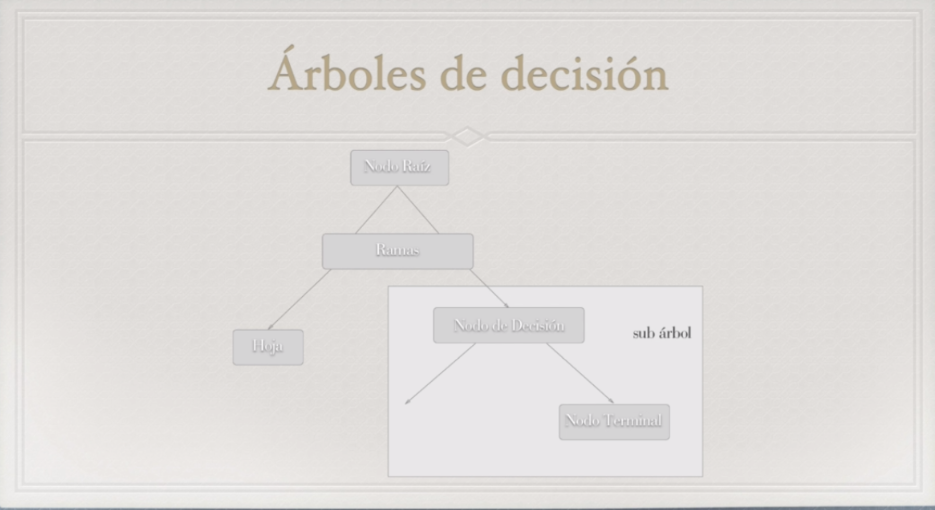 Árboles de decisión
Nodo Raíz
Ramas
Hoja
Nodo de Decisión
sub árbol
Nodo Terminal